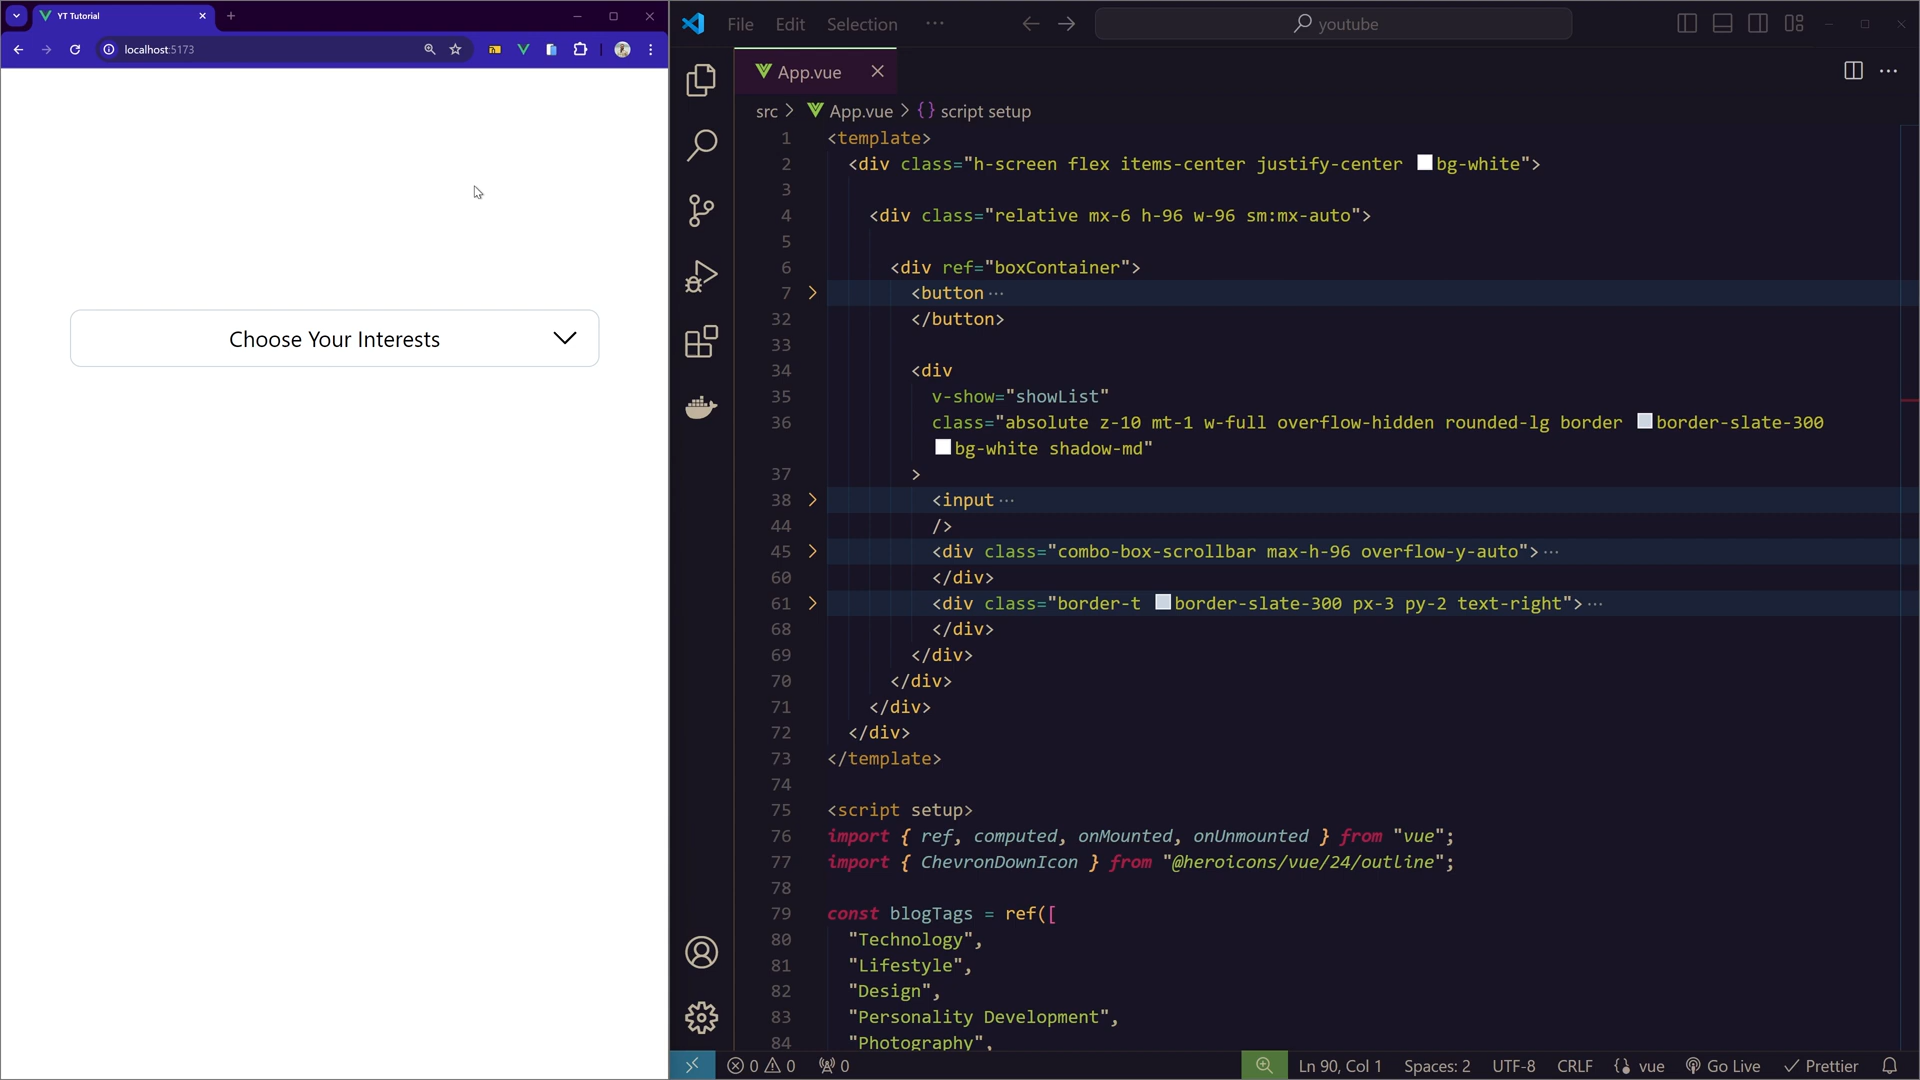 YT Tutorial
localhost:5173
Choose Your Interests
File Edit Selection ···
youtube
App.vue
src > App.vue > {} script setup
1 <template>
2 <div class="h-screen flex items-center justify-center bg-white">
3
4 <div class="relative mx-6 h-96 w-96 sm:mx-auto">
5
6 <div ref="boxContainer">
7 <button ···
32 </button>
33
34 <div
35 v-show="showList"
36 class="absolute z-10 mt-1 w-full overflow-hidden rounded-lg border border-slate-300
bg-white shadow-md"
37 >
38 <input ···
44 />
45 <div class="combo-box-scrollbar max-h-96 overflow-y-auto"> ···
60 </div>
61 <div class="border-t border-slate-300 px-3 py-2 text-right"> ···
68 </div>
69 </div>
70 </div>
71 </div>
72 </div>
73 </template>
74
75 <script setup>
76 import { ref, computed, onMounted, onUnmounted } from "vue";
77 import { ChevronDownIcon } from "@heroicons/vue/24/outline";
78
79 const blogTags = ref([
80 "Technology",
81 "Lifestyle",
82 "Design",
83 "Personality Development",
84 "Photography",
0 0 0 Ln 90, Col 1 Spaces: 2 UTF-8 CRLF vue Go Live Prettier